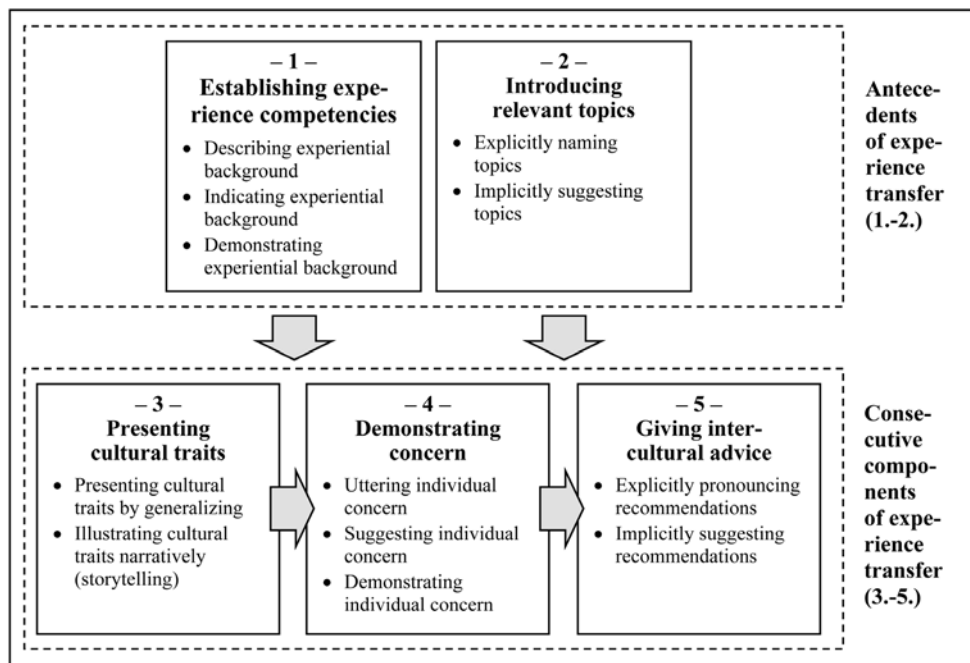 – 1 –
Establishing expe-
rience competencies
• Describing experiential
background
• Indicating experiential
background
• Demonstrating
experiential background
– 2 –
Introducing
relevant topics
• Explicitly naming
topics
• Implicitly suggesting
topics
Antece-
dents
of expe-
rience
transfer
(1.-2.)
– 3 –
Presenting
cultural traits
• Presenting cultural
traits by generalizing
• Illustrating cultural
traits narratively
(storytelling)
– 4 –
Demonstrating
concern
• Uttering individual
concern
• Suggesting individual
concern
• Demonstrating
individual concern
– 5 –
Giving inter-
cultural advice
• Explicitly pronouncing
recommendations
• Implicitly suggesting
recommendations
Conse-
cutive
compo-
nents
of expe-
rience
transfer
(3.-5.)